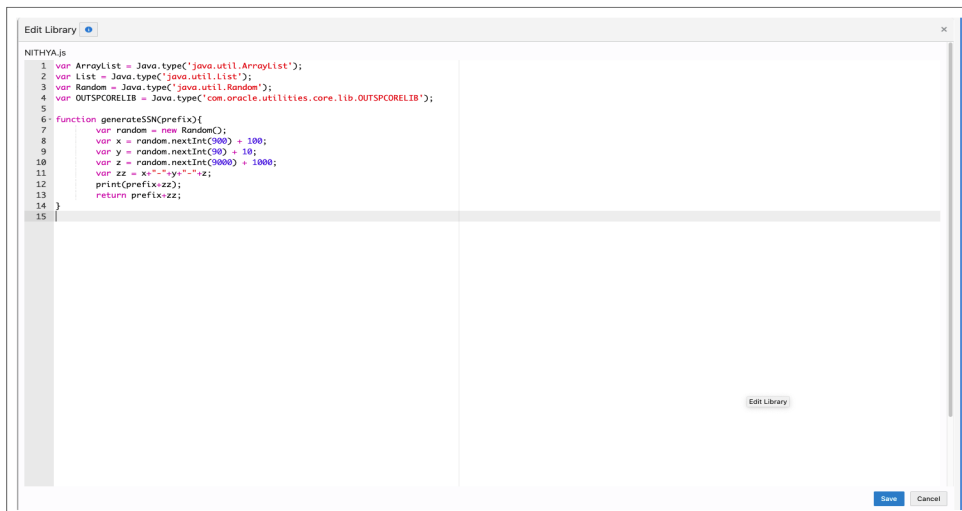 Edit Library
NITHYA.js
1 var ArrayList = Java.type('java.util.ArrayList');
2 var List = Java.type('java.util.List');
3 var Random = Java.type('java.util.Random');
4 var OUTSPCORELIB = Java.type('com.oracle.utilities.core.lib.OUTSPCORELIB');
5
6 function generateSSN(prefix){
7 var random = new Random();
8 var x = random.nextInt(900) + 100;
9 var y = random.nextInt(90) + 10;
10 var z = random.nextInt(9000) + 1000;
11 var zz = x+"-"+y+"-"+z;
12 print(prefix+zz);
13 return prefix+zz;
14 }
15
Edit Library
Save Cancel